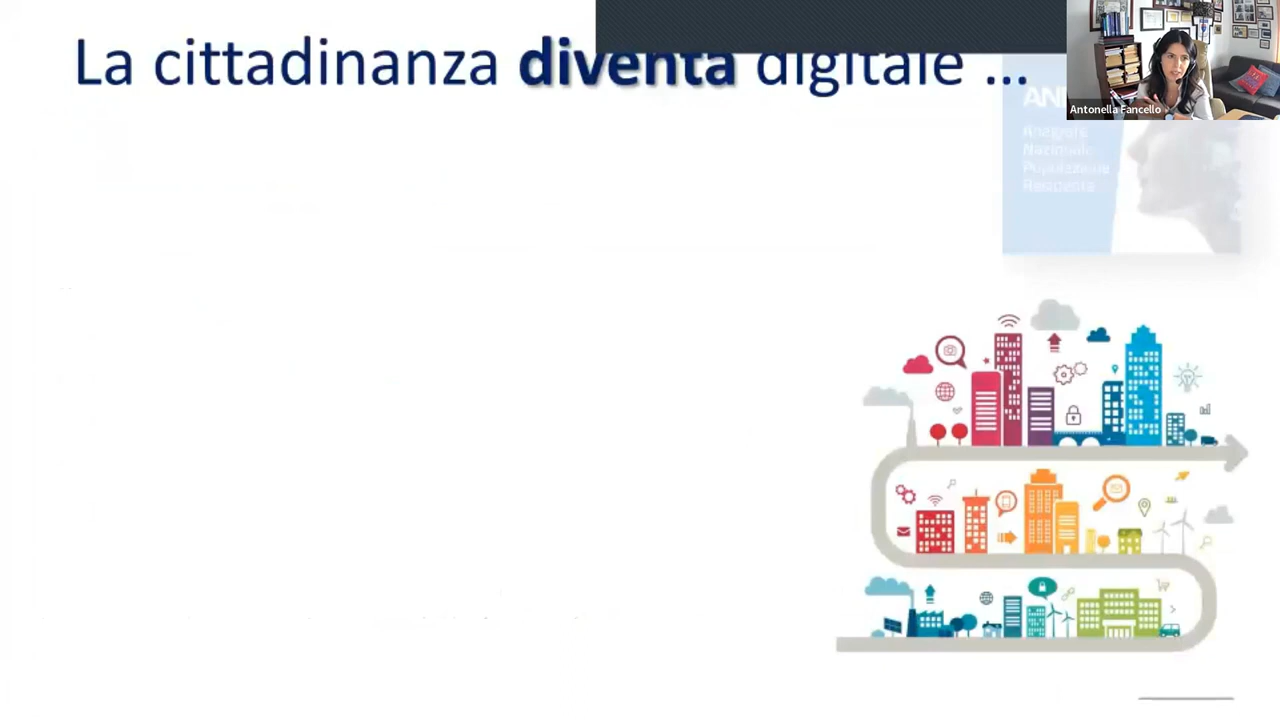 La cittadinanza diventa digitale ...
Antonella Fancello
Anagrafe
Nazionale
Popolazione
Residente